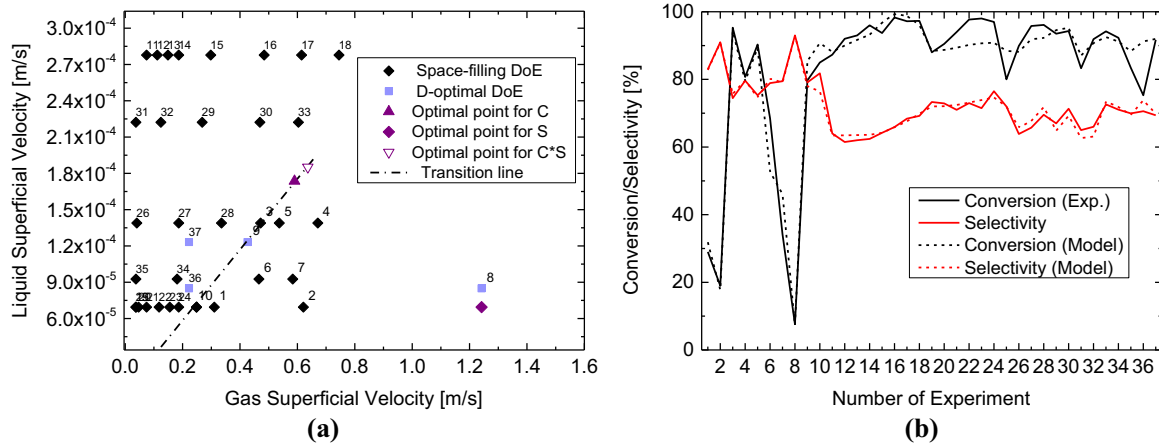 3.0x10⁻⁴
2.7x10⁻⁴
2.4x10⁻⁴
2.1x10⁻⁴
1.8x10⁻⁴
1.5x10⁻⁴
1.2x10⁻⁴
9.0x10⁻⁵
6.0x10⁻⁵
Liquid Superficial Velocity [m/s]
11 12 13 14 15 16 17 18
31 32 29 30 33
26 27 28 3 5 4
37 9
35 34 36 6 7 8
21 22 23 24 10 1 2
Space-filling DoE
D-optimal DoE
Optimal point for C
Optimal point for S
Optimal point for C*S
Transition line
0.0 0.2 0.4 0.6 0.8 1.0 1.2 1.4 1.6
Gas Superficial Velocity [m/s]
(a)
100
80
60
40
20
0
Conversion/Selectivity [%]
Conversion (Exp.)
Selectivity
Conversion (Model)
Selectivity (Model)
2 4 6 8 10 12 14 16 18 20 22 24 26 28 30 32 34 36
Number of Experiment
(b)